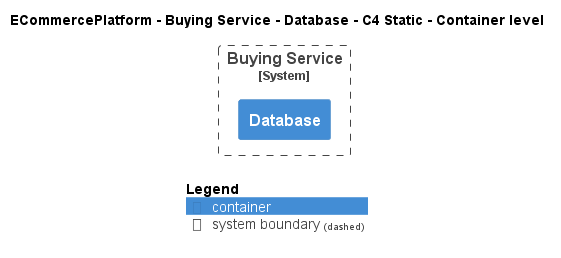 ECommercePlatform - Buying Service - Database - C4 Static - Container level
Buying Service
[System]
Database
Legend
container
system boundary (dashed)